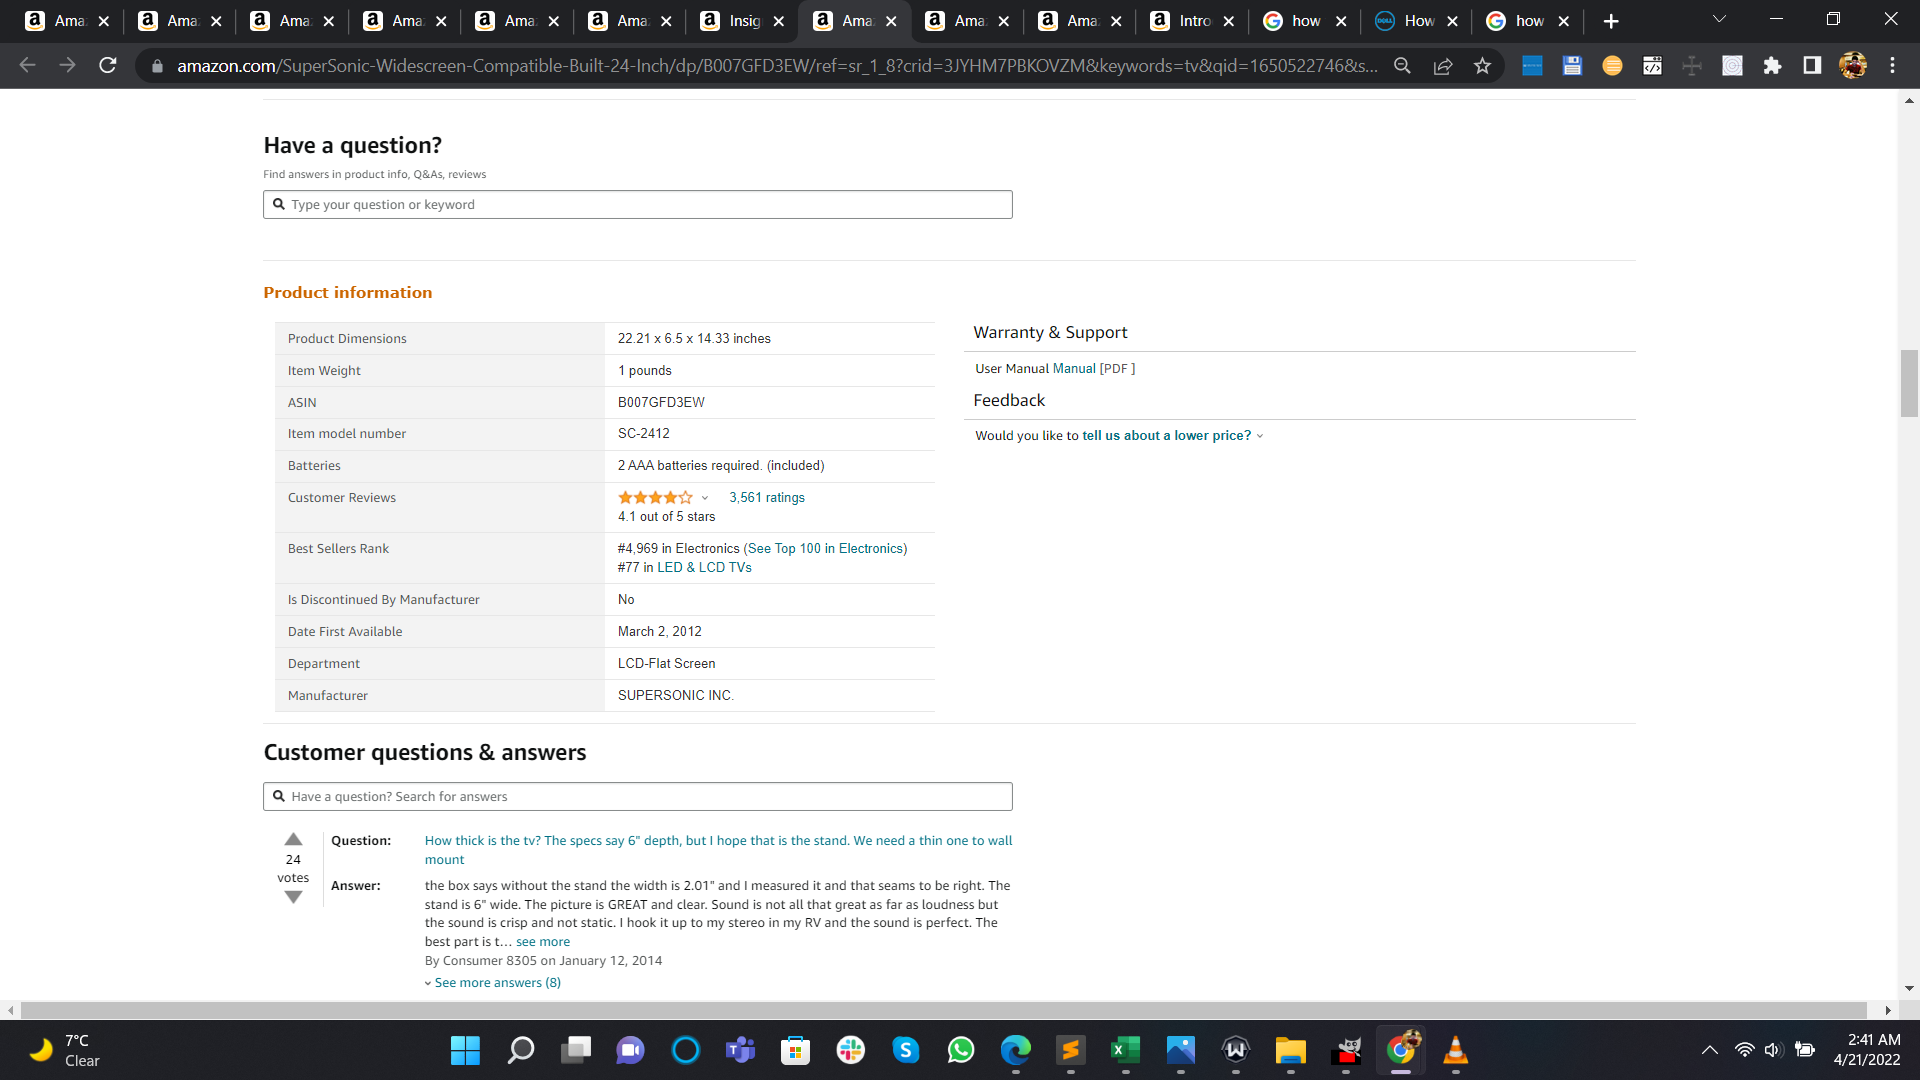 Ama
Ama
Ama
Ama
Ama
Ama
Insig
Ama
Ama
Ama
Intro
how
How
how
amazon.com/SuperSonic-Widescreen-Compatible-Built-24-Inch/dp/B007GFD3EW/ref=sr_1_8?crid=3JYHM7PBKOVZM&keywords=tv&qid=1650522746&s...
Have a question?
Find answers in product info, Q&As, reviews
Type your question or keyword
Product information
Product Dimensions 22.21 x 6.5 x 14.33 inches
Item Weight 1 pounds
ASIN B007GFD3EW
Item model number SC-2412
Batteries 2 AAA batteries required. (included)
Customer Reviews 3,561 ratings
4.1 out of 5 stars
Best Sellers Rank #4,969 in Electronics (See Top 100 in Electronics)
#77 in LED & LCD TVs
Is Discontinued By Manufacturer No
Date First Available March 2, 2012
Department LCD-Flat Screen
Manufacturer SUPERSONIC INC.
Warranty & Support
User Manual Manual [PDF ]
Feedback
Would you like to tell us about a lower price?
Customer questions & answers
Have a question? Search for answers
24
votes
Question: How thick is the tv? The specs say 6" depth, but I hope that is the stand. We need a thin one to wall
mount
Answer: the box says without the stand the width is 2.01" and I measured it and that seams to be right. The
stand is 6" wide. The picture is GREAT and clear. Sound is not all that great as far as loudness but
the sound is crisp and not static. I hook it up to my stereo in my RV and the sound is perfect. The
best part is t... see more
By Consumer 8305 on January 12, 2014
See more answers (8)
7°C
Clear
2:41 AM
4/21/2022